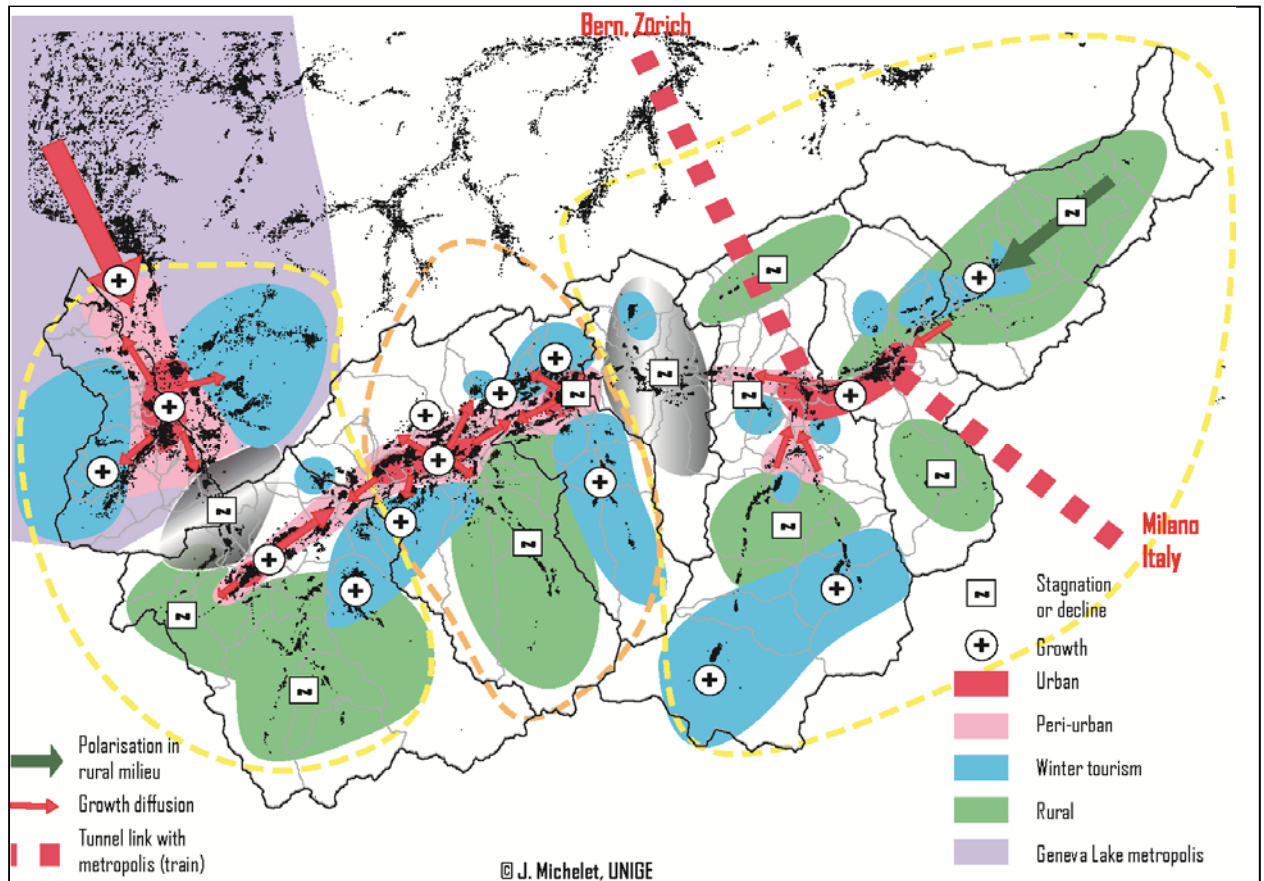 Bern, Zürich
Milano
Italy
Stagnation
or decline
Growth
Urban
Peri-urban
Winter tourism
Rural
Geneva Lake metropolis
Polarisation in
rural milieu
Growth diffusion
Tunnel link with
metropolis (train)
© J. Michelet, UNIGE